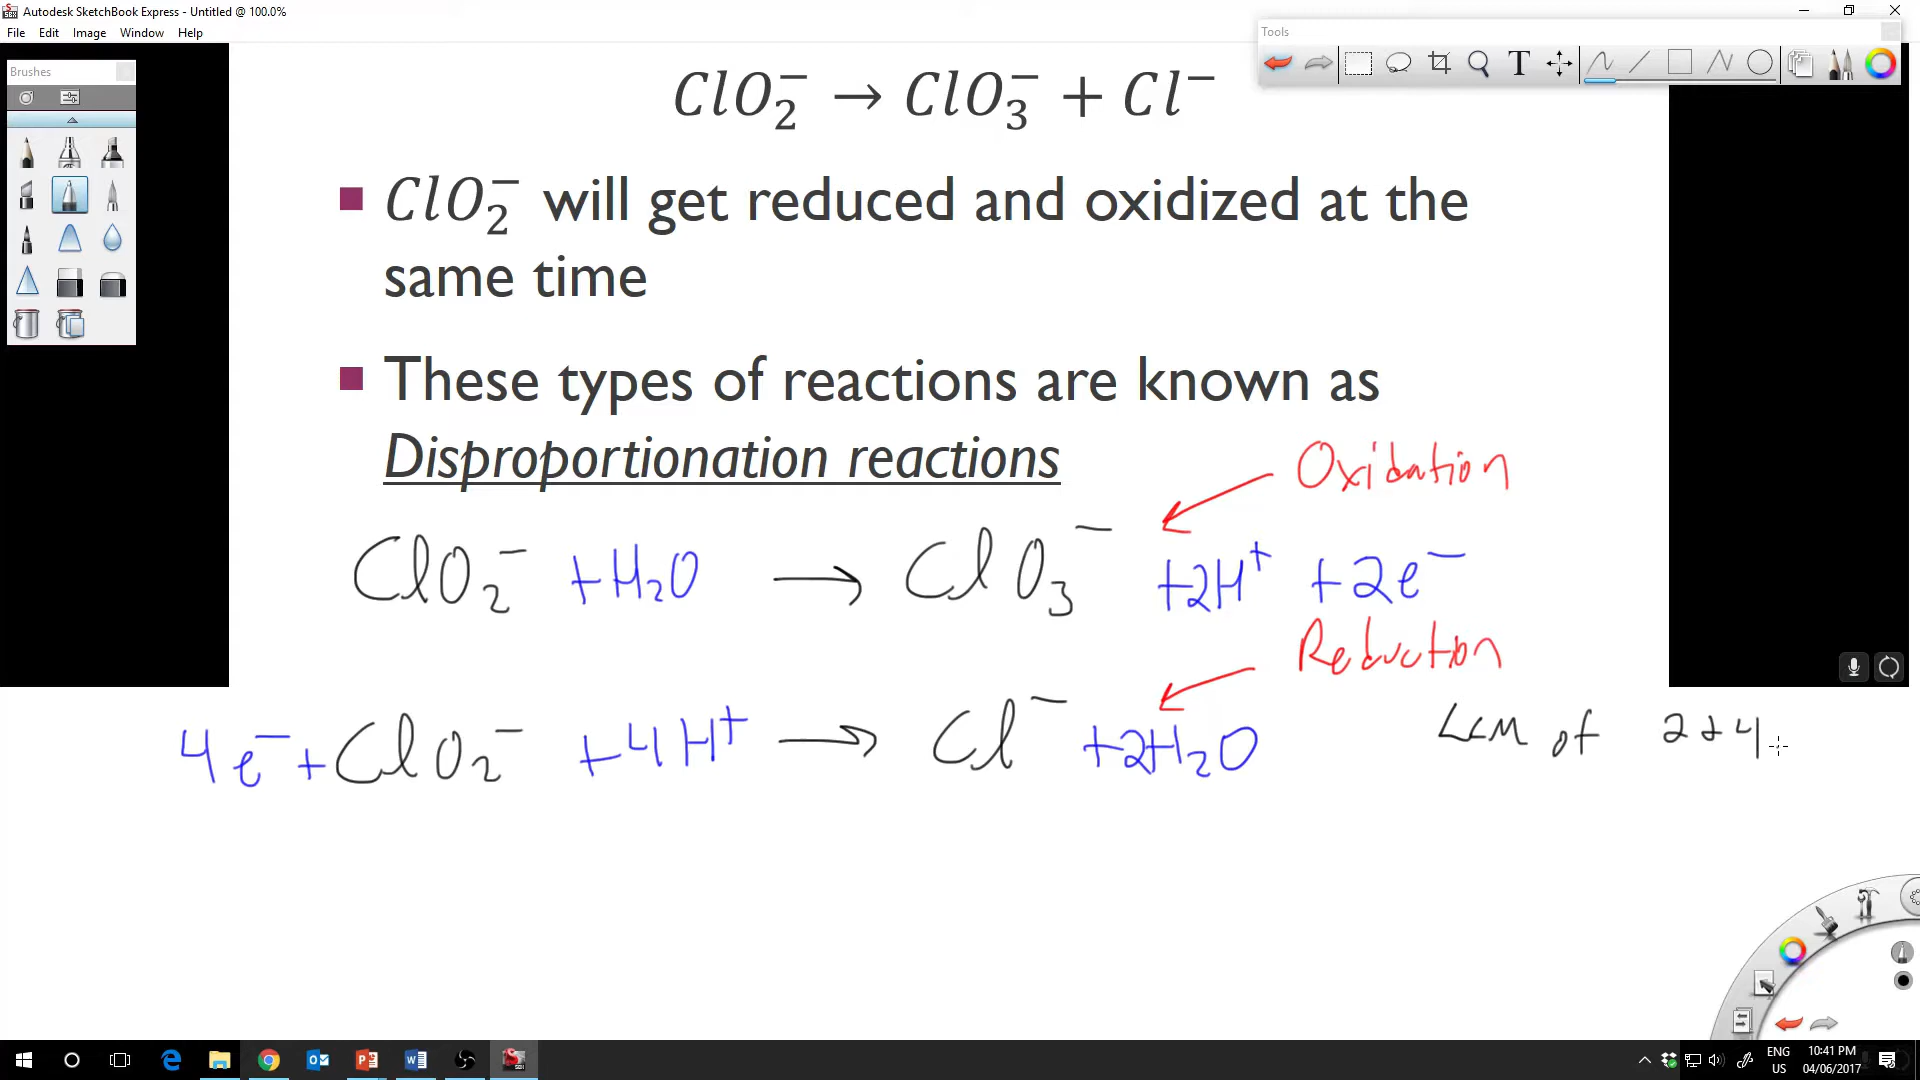 Autodesk SketchBook Express - Untitled @ 100.0%
File Edit Image Window Help
Tools
Brushes
ClO₂⁻ → ClO₃⁻ + Cl⁻
ClO₂⁻ will get reduced and oxidized at the
same time
These types of reactions are known as
Disproportionation reactions
Oxidation
ClO₂⁻ + H₂O → ClO₃⁻ + 2H⁺ + 2e⁻
Reduction
4e⁻ + ClO₂⁻ + 4H⁺ → Cl⁻ + 2H₂O
LCM of 2 + 4
ENG
US
10:41 PM
04/06/2017